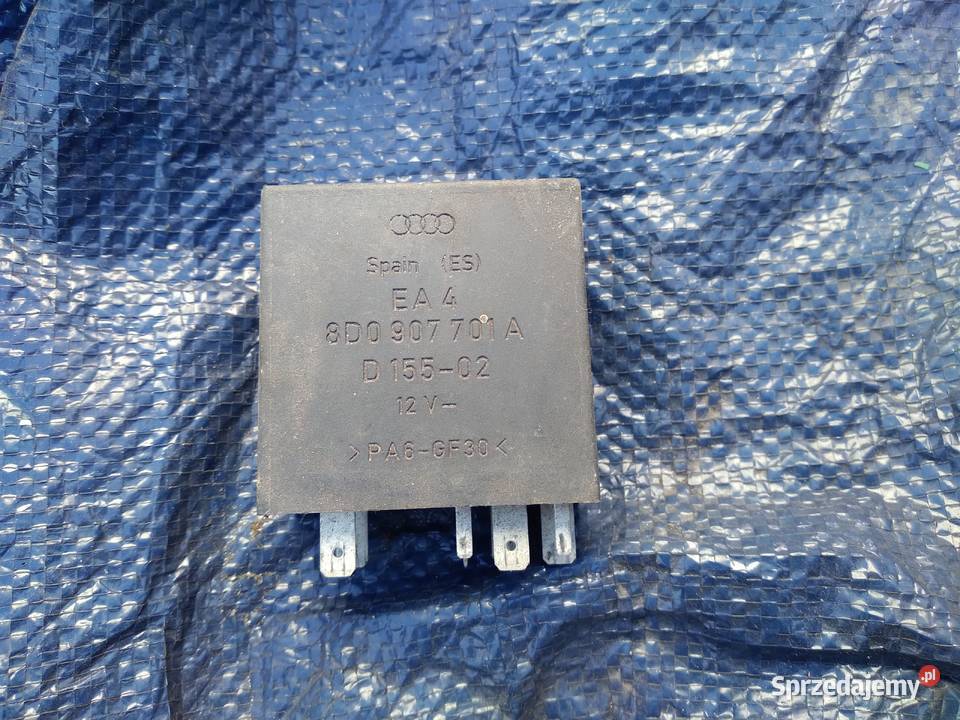 Spain (ES)
EA 4
8D0 907 701 A
D 155-02
12 V-
>PA6-GF30<
Sprzedajemy.pl